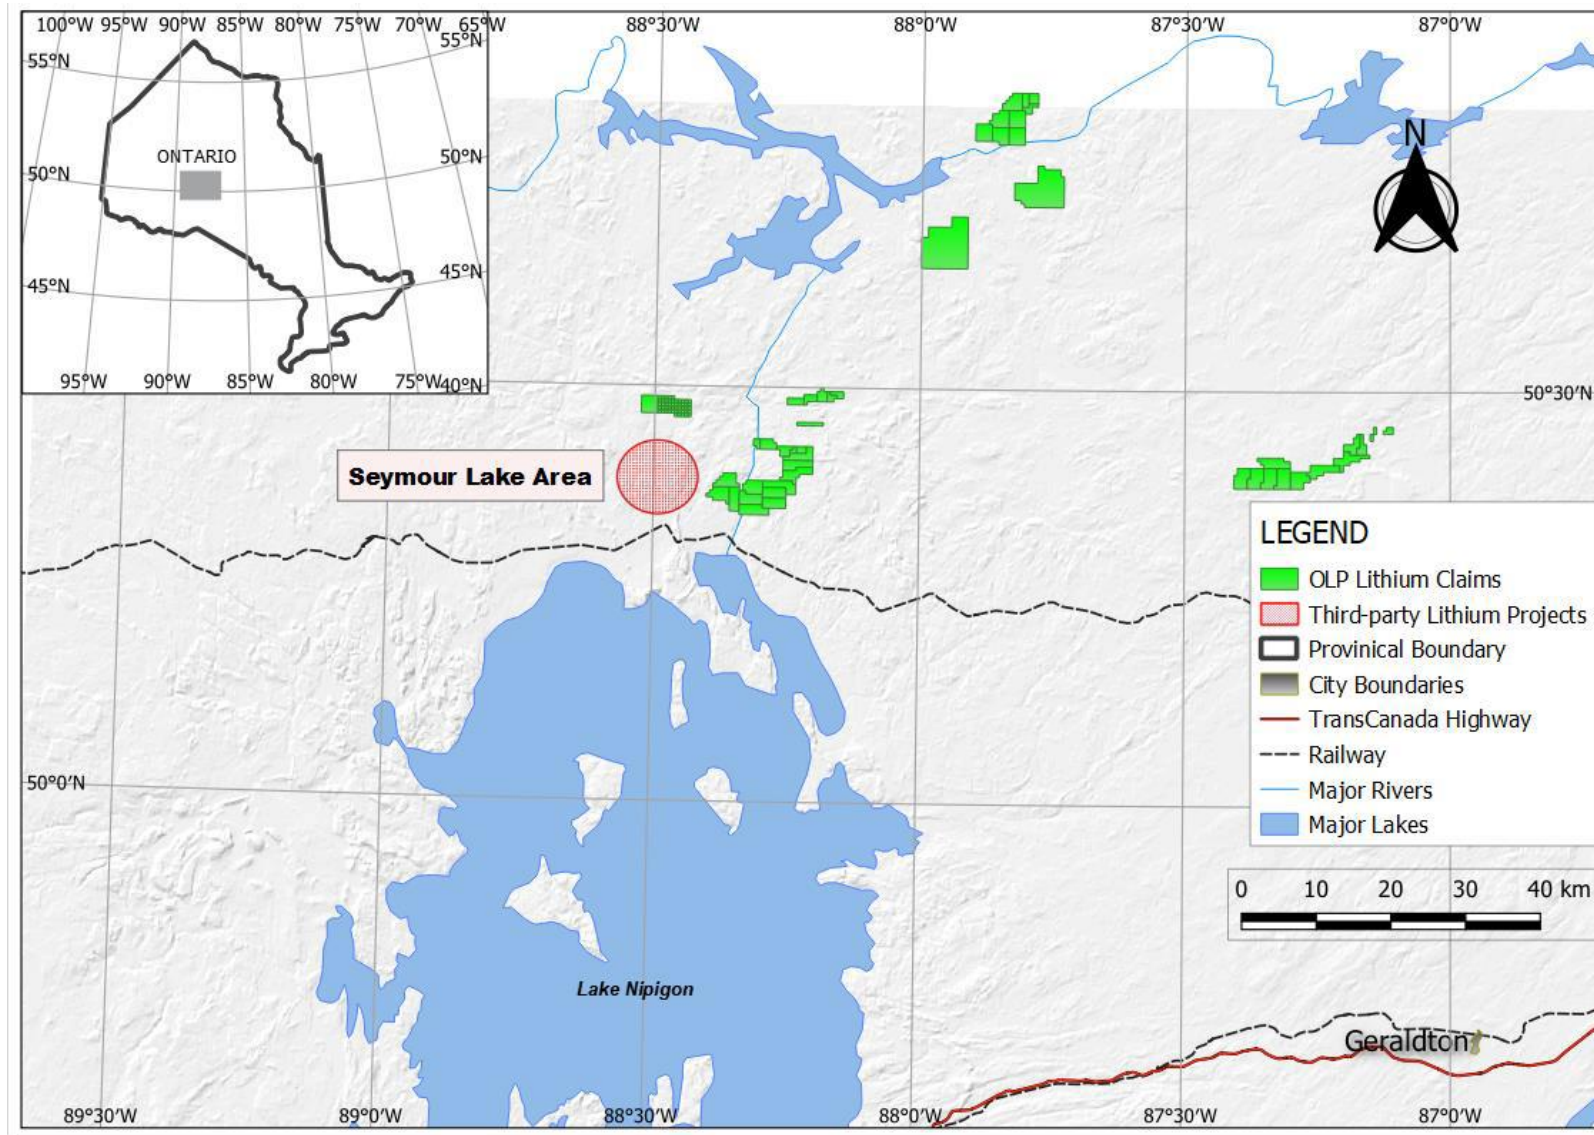 100°W 95°W 90°W 85°W 80°W 75°W 70°W 65°W
88°30'W 88°0'W 87°30'W 87°0'W
55°N 55°N
ONTARIO
50°N 50°N
45°N 45°N
40°N
95°W 90°W 85°W 80°W 75°W
N
50°30'N
Seymour Lake Area
LEGEND
OLP Lithium Claims
Third-party Lithium Projects
Provinical Boundary
City Boundaries
TransCanada Highway
Railway
Major Rivers
Major Lakes
50°0'N
0 10 20 30 40 km
Lake Nipigon
Geraldton
89°30'W 89°0'W 88°30'W 88°0'W 87°30'W 87°0'W